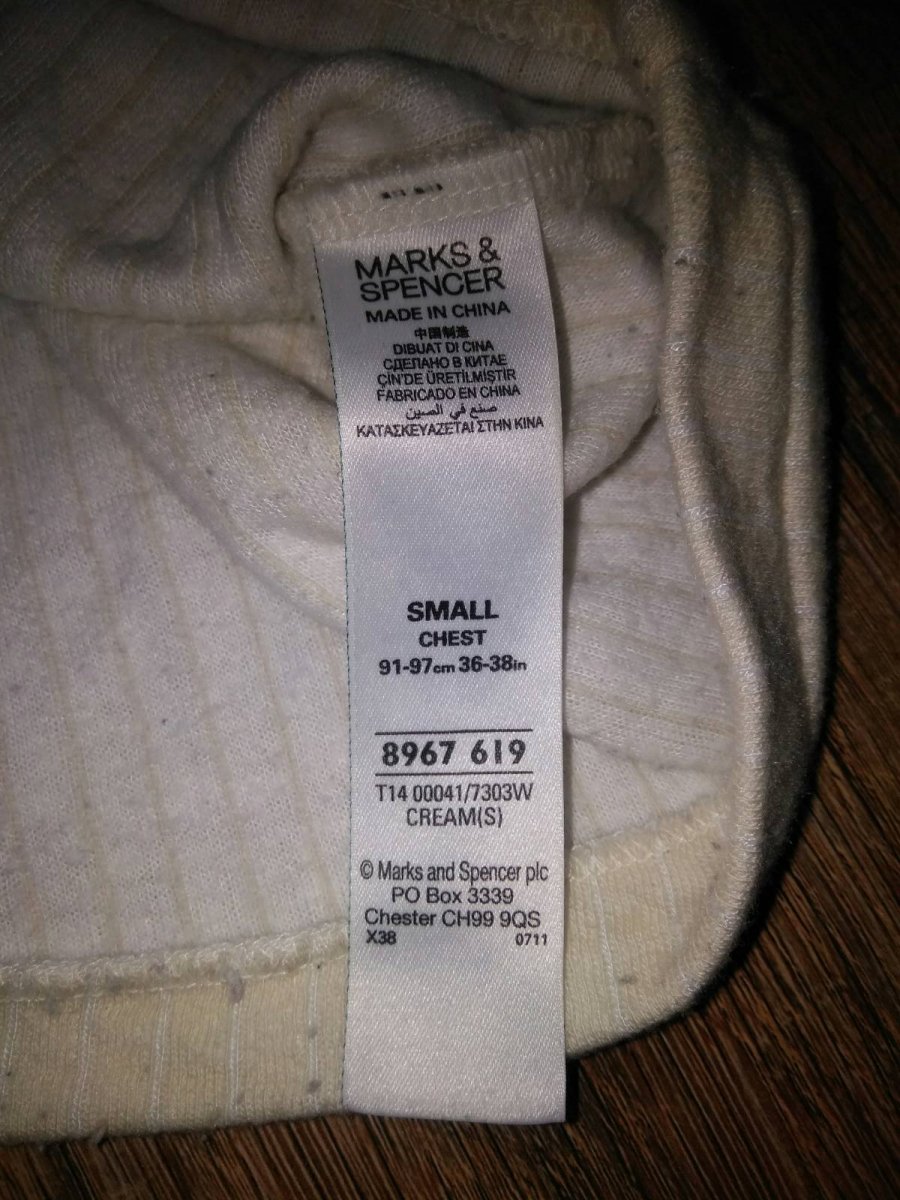 MARKS &
SPENCER
MADE IN CHINA
中国制造
DIBUAT DI CINA
СДЕЛАНО В КИТАЕ
ÇİN'DE ÜRETİLMİŞTİR
FABRICADO EN CHINA
صنع في الصين
ΚΑΤΑΣΚΕΥΑΖΕΤΑΙ ΣΤΗΝ ΚΙΝΑ
SMALL
CHEST
91-97cm 36-38in
8967 619
T14 00041/7303W
CREAM(S)
© Marks and Spencer plc
PO Box 3339
Chester CH99 9QS
X38 0711